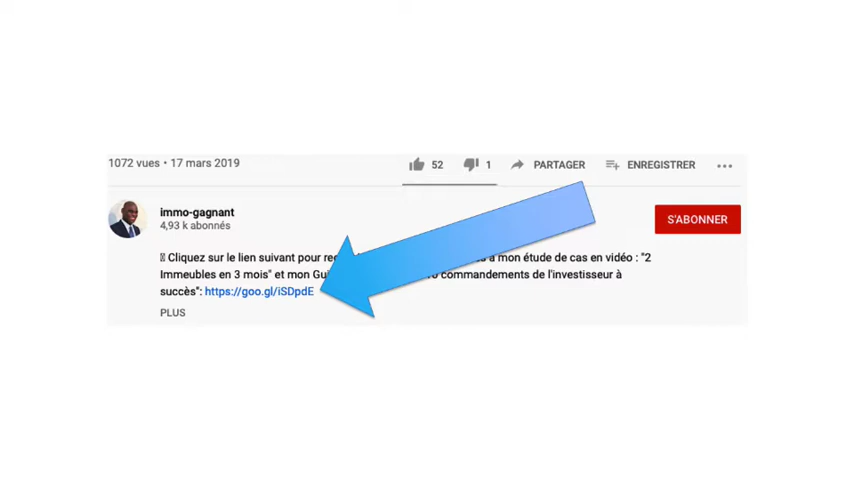 1072 vues • 17 mars 2019
52
1
PARTAGER
ENREGISTRER
immo-gagnant
4,93 k abonnés
S'ABONNER
Cliquez sur le lien suivant pour à mon étude de cas en vidéo : "2
Immeubles en 3 mois" et mon commandements de l'investisseur à
succès": https://goo.gl/iSDpdE
PLUS